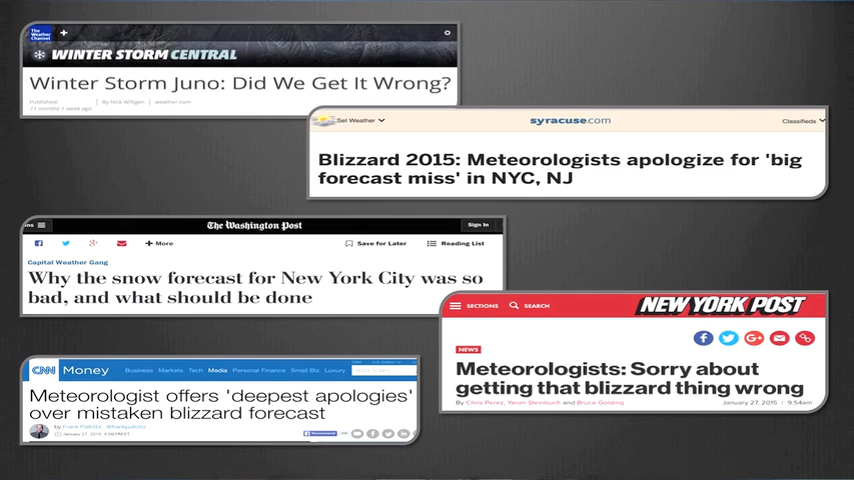 The Weather Channel
WINTER STORM CENTRAL
Winter Storm Juno: Did We Get It Wrong?
Published:
By Nick Wiltgen | weather.com
11 months 1 week ago
Set Weather
syracuse.com
Classifieds
Blizzard 2015: Meteorologists apologize for 'big
forecast miss' in NYC, NJ
The Washington Post
Sign In
More
Save for Later
Reading List
Capital Weather Gang
Why the snow forecast for New York City was so
bad, and what should be done
SECTIONS
SEARCH
NEW YORK POST
NEWS
Meteorologists: Sorry about
getting that blizzard thing wrong
By Chris Perez, Yaron Steinbuch and Bruce Golding
January 27, 2015 | 9:54am
CNN Money
Business Markets Tech Media Personal Finance Small Biz Luxury
Meteorologist offers 'deepest apologies'
over mistaken blizzard forecast
by Frank Pallotta @frankpallotta
January 27, 2015: 4:09 PM ET
Recommend